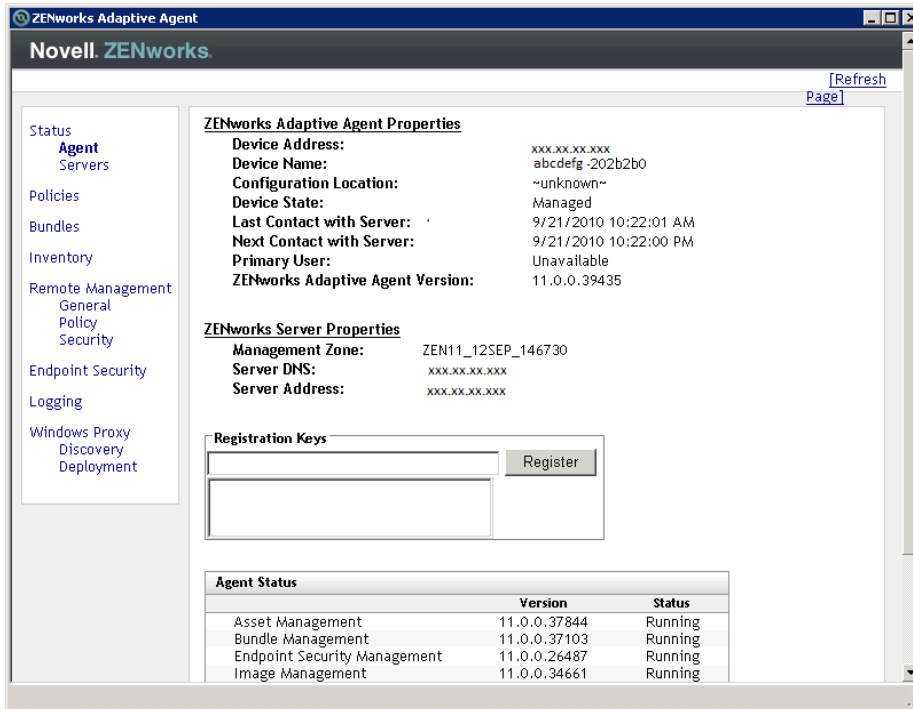 ZENworks Adaptive Agent
Novell. ZENworks.
[Refresh
Page]
Status
Agent
Servers
Policies
Bundles
Inventory
Remote Management
General
Policy
Security
Endpoint Security
Logging
Windows Proxy
Discovery
Deployment
ZENworks Adaptive Agent Properties
Device Address: xxx.xx.xx.xxx
Device Name: abcdefg -202b2b0
Configuration Location: ~unknown~
Device State: Managed
Last Contact with Server: 9/21/2010 10:22:01 AM
Next Contact with Server: 9/21/2010 10:22:00 PM
Primary User: Unavailable
ZENworks Adaptive Agent Version: 11.0.0.39435
ZENworks Server Properties
Management Zone: ZEN11_12SEP_146730
Server DNS: xxx.xx.xx.xxx
Server Address: xxx.xx.xx.xxx
Registration Keys
Register
Agent Status
Version Status
Asset Management 11.0.0.37844 Running
Bundle Management 11.0.0.37103 Running
Endpoint Security Management 11.0.0.26487 Running
Image Management 11.0.0.34661 Running